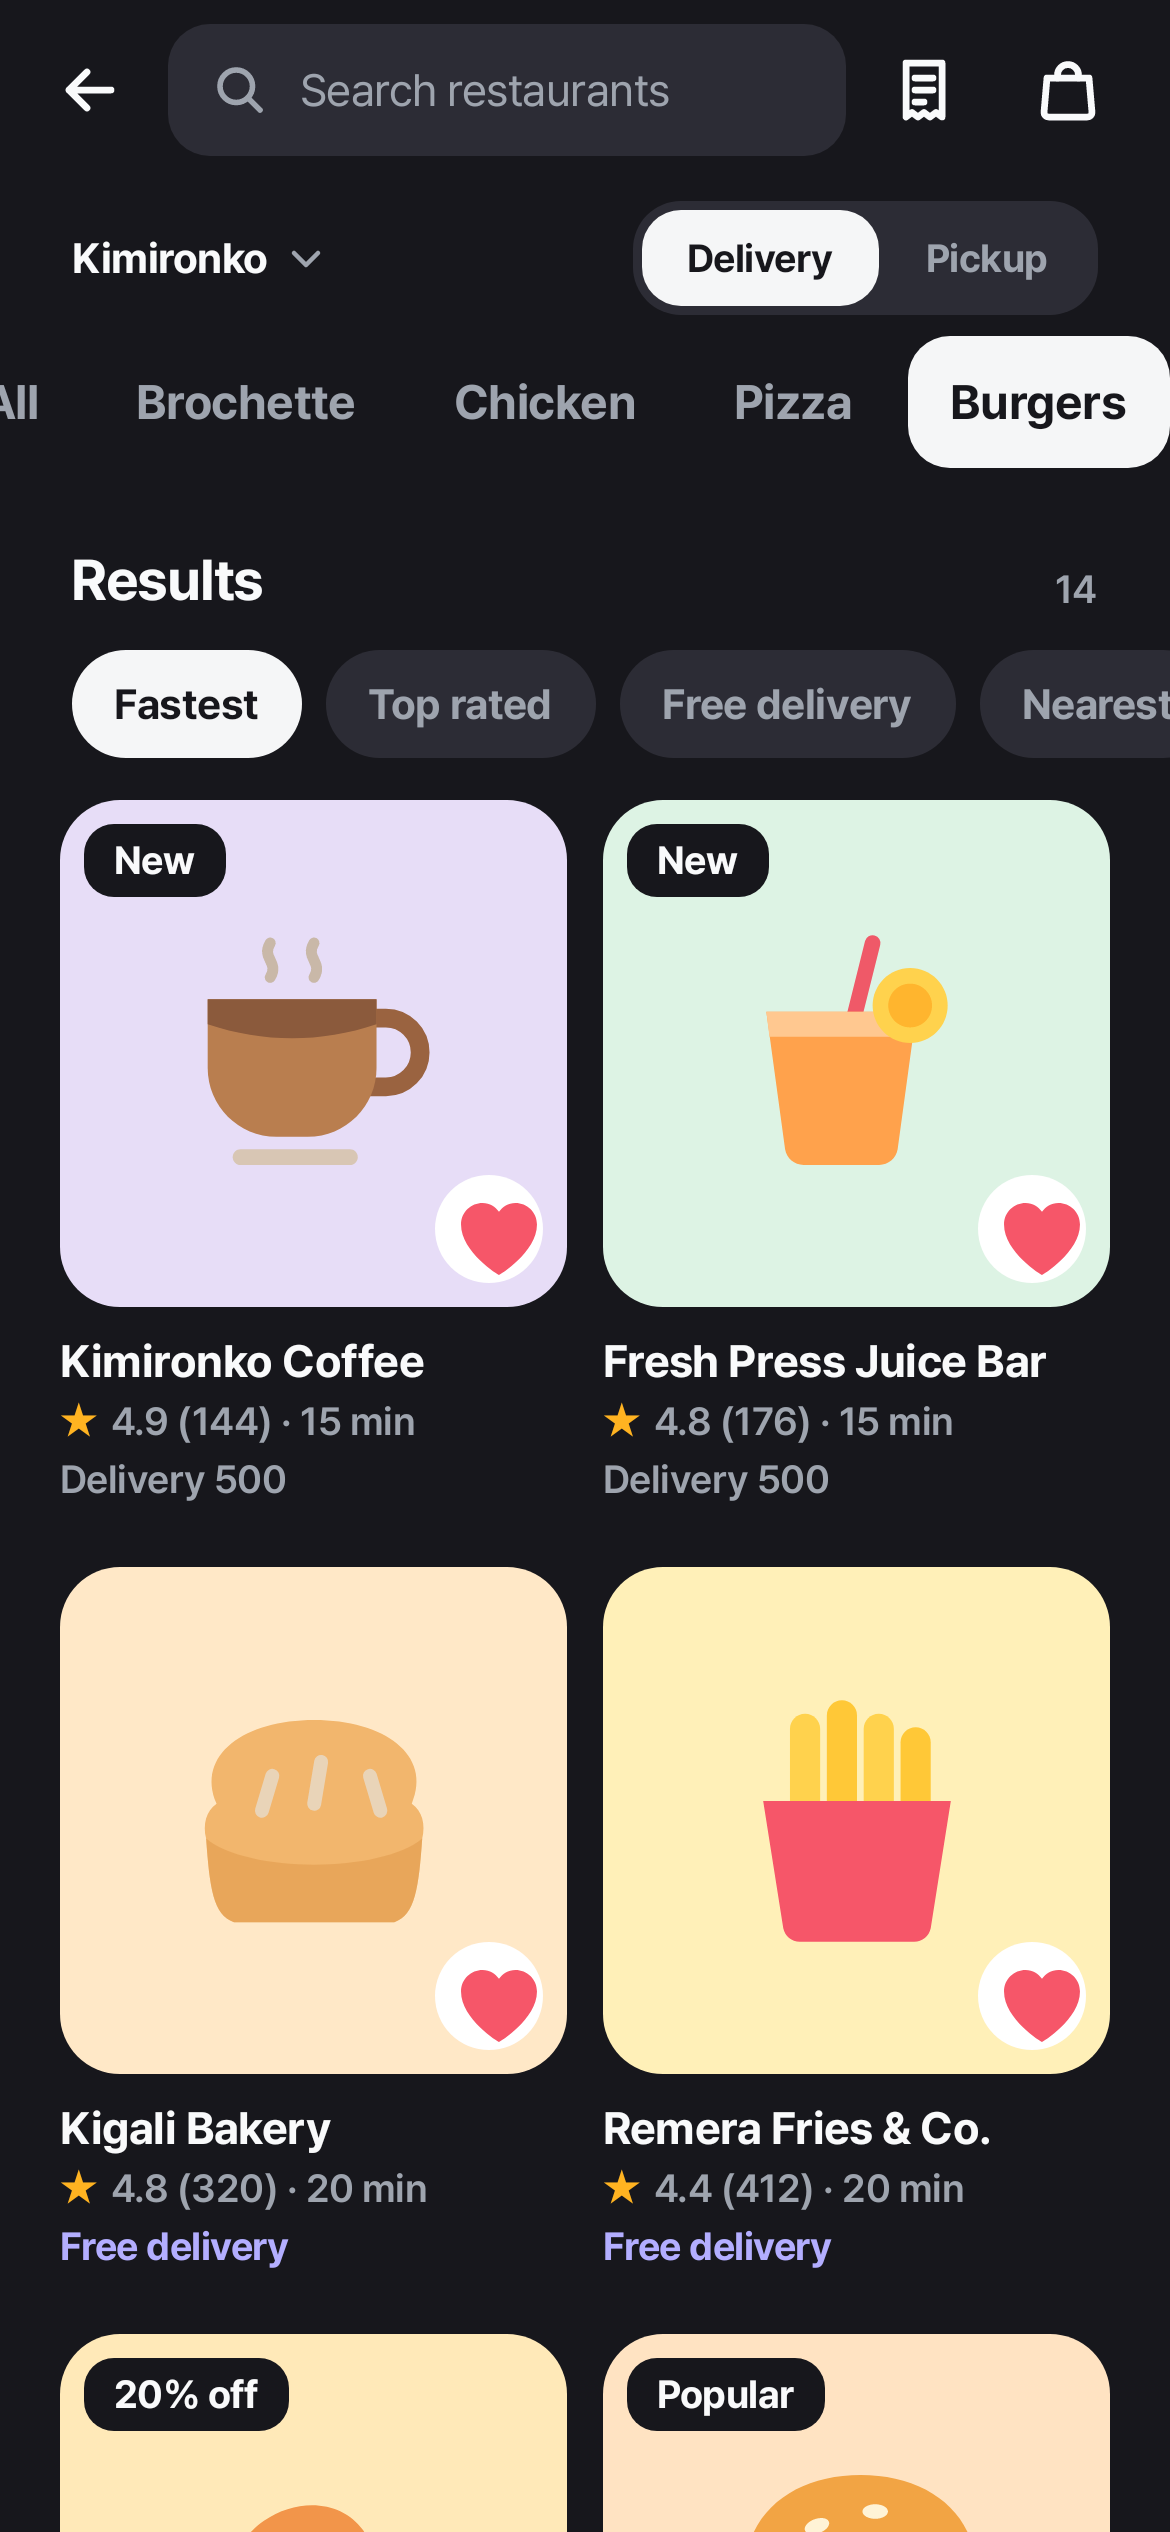 Search restaurants
Kimironko
Delivery
Pickup
All
Brochette
Chicken
Pizza
Burgers
Results
14
Fastest
Top rated
Free delivery
Nearest
New
New
Kimironko Coffee
4.9 (144) · 15 min
Delivery 500
Fresh Press Juice Bar
4.8 (176) · 15 min
Delivery 500
Kigali Bakery
4.8 (320) · 20 min
Free delivery
Remera Fries & Co.
4.4 (412) · 20 min
Free delivery
20% off
Popular